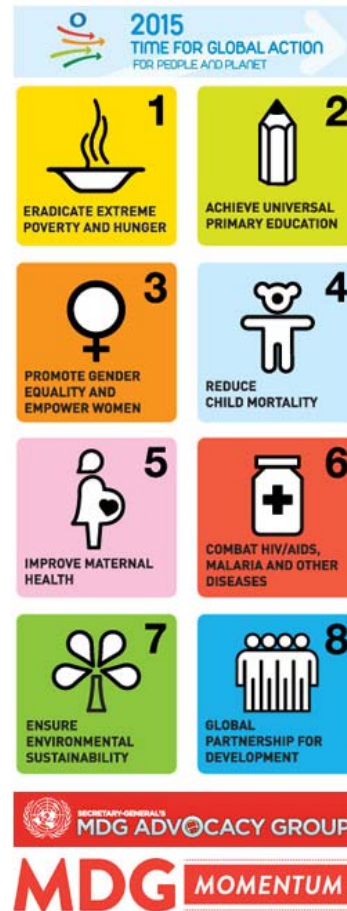 2015
TIME FOR GLOBAL ACTION
FOR PEOPLE AND PLANET
1
ERADICATE EXTREME
POVERTY AND HUNGER
2
ACHIEVE UNIVERSAL
PRIMARY EDUCATION
3
PROMOTE GENDER
EQUALITY AND
EMPOWER WOMEN
4
REDUCE
CHILD MORTALITY
5
IMPROVE MATERNAL
HEALTH
6
COMBAT HIV/AIDS,
MALARIA AND OTHER
DISEASES
7
ENSURE
ENVIRONMENTAL
SUSTAINABILITY
8
GLOBAL
PARTNERSHIP FOR
DEVELOPMENT
SECRETARY-GENERAL'S
MDG ADVOCACY GROUP
MDG MOMENTUM